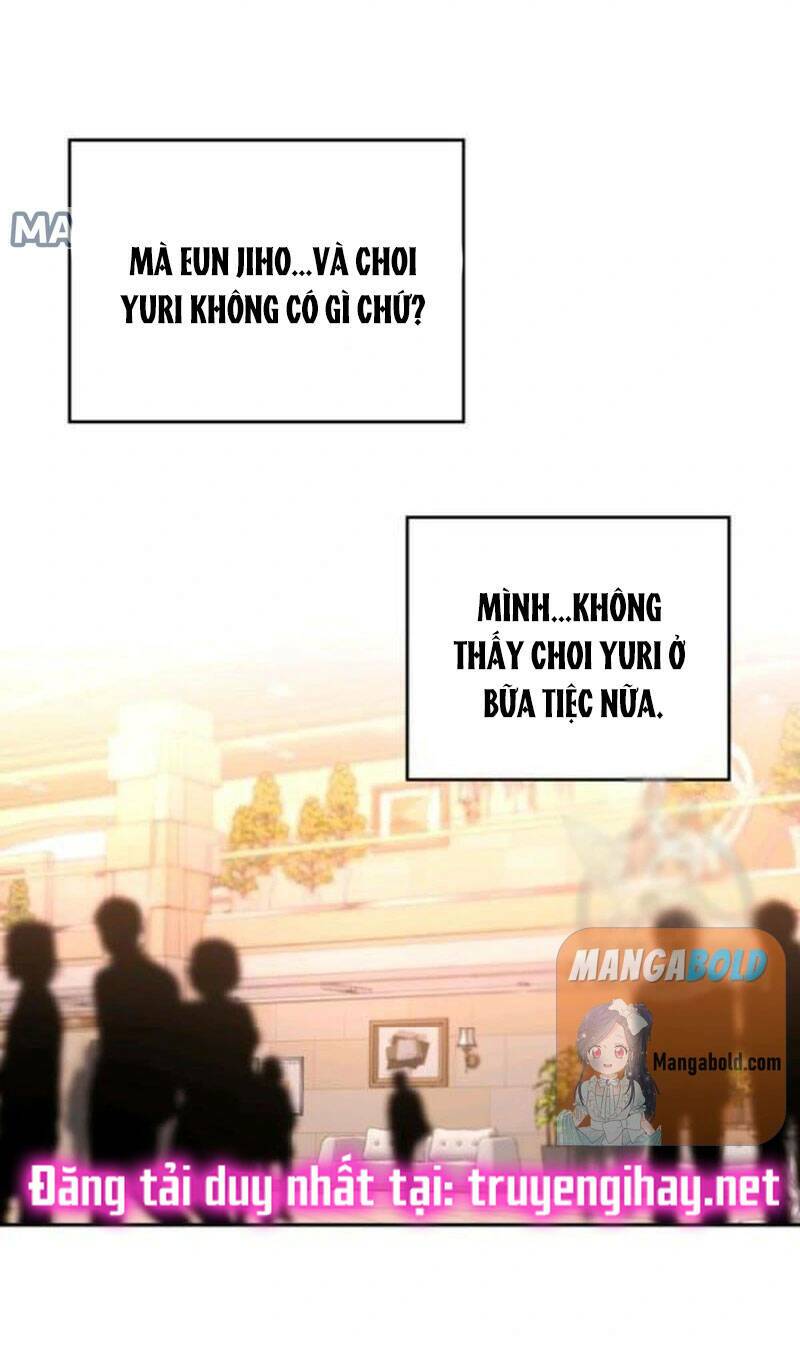 MA
MÀ EUN JIHO...VÀ CHOI
YURI KHÔNG CÓ GÌ CHỨ?
MÌNH...KHÔNG
THẤY CHOI YURI Ở
BỮA TIỆC NỮA.
MANGABOLD
Mangabold.com
Đăng tải duy nhất tại: truyengihay.net